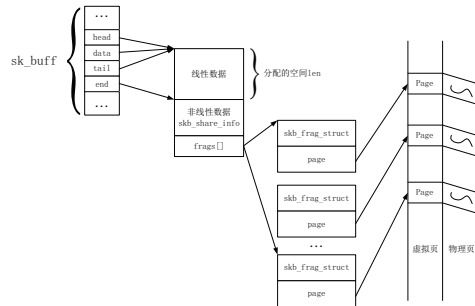 sk_buff
...
head
data
tail
end
...
线性数据
分配的空间len
非线性数据
skb_share_info
frags[]
skb_frag_struct
page
skb_frag_struct
page
...
skb_frag_struct
page
Page
Page
Page
虚拟页
物理页